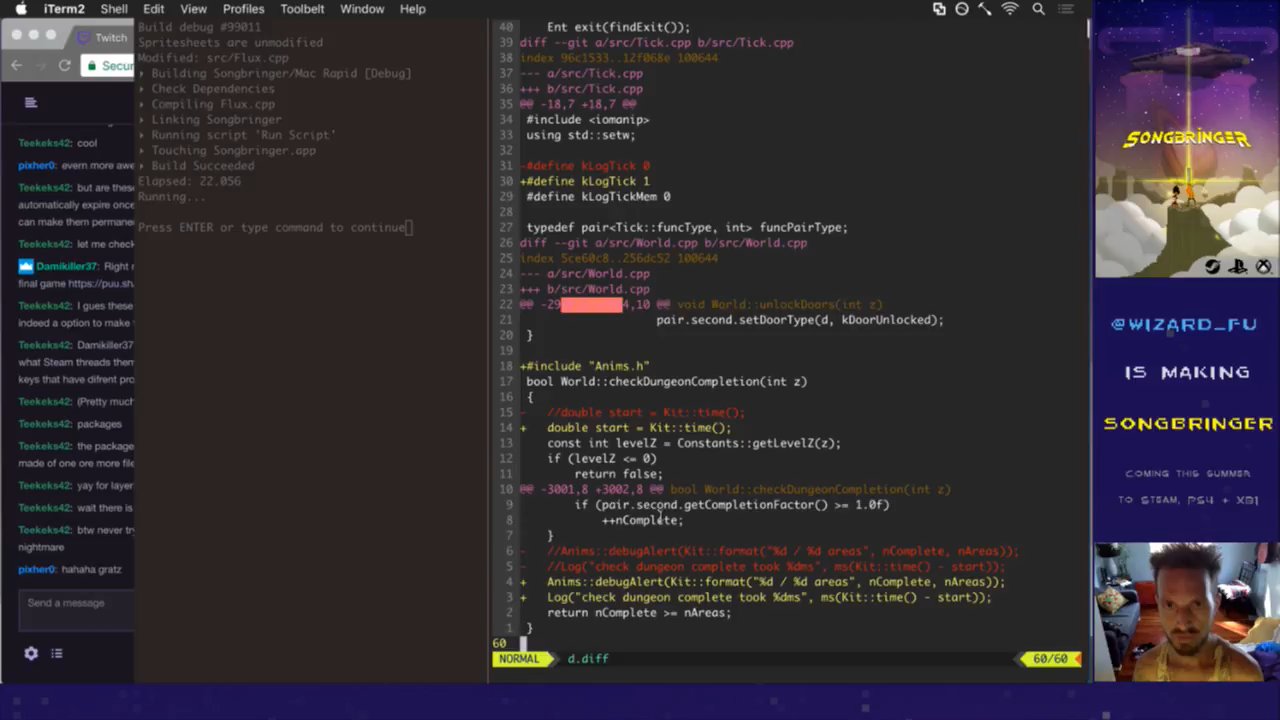 iTerm2 Shell Edit View Profiles Toolbelt Window Help
Twitch
Secur
Teekeks42: cool
pixher0: evern more awe
Teekeks42: but are these
automatically expire once
can make them permanen
Teekeks42: let me check
Damikiller37: Right n
final game https://puu.sh
Teekeks42: I gues these
indeed a option to make
Teekeks42: Damikiller37
what Steam threads them
keys that have difrent pro
Teekeks42: (Pretty much
Teekeks42: packages
Teekeks42: the package
made of one ore more file
Teekeks42: yay for layer
Teekeks42: wait there is
Teekeks42: btw never try
nightmare
pixher0: hahaha gratz
Send a message
Build debug #99011
Spritesheets are unmodified
Modified: src/Flux.cpp
Building Songbringer/Mac Rapid [Debug]
Check Dependencies
Compiling Flux.cpp
Linking Songbringer
Running script 'Run Script'
Touching Songbringer.app
Build Succeeded
Elapsed: 22.056
Running...
Press ENTER or type command to continue
40 Ent exit(findExit());
39 diff --git a/src/Tick.cpp b/src/Tick.cpp
38 index 96c1533..12f068e 100644
37 --- a/src/Tick.cpp
36 +++ b/src/Tick.cpp
35 @@ -18,7 +18,7 @@
34 #include <iomanip>
33 using std::setw;
32
31 -#define kLogTick 0
30 +#define kLogTick 1
29 #define kLogTickMem 0
28
27 typedef pair<Tick::funcType, int> funcPairType;
26 diff --git a/src/World.cpp b/src/World.cpp
25 index 5ce60c8..256dc52 100644
24 --- a/src/World.cpp
23 +++ b/src/World.cpp
22 @@ -29 4,10 @@ void World::unlockDoors(int z)
21 pair.second.setDoorType(d, kDoorUnlocked);
20 }
19
18 +#include "Anims.h"
17 bool World::checkDungeonCompletion(int z)
16 {
15 - //double start = Kit::time();
14 + double start = Kit::time();
13 const int levelZ = Constants::getLevelZ(z);
12 if (levelZ <= 0)
11 return false;
10 @@ -3001,8 +3002,8 @@ bool World::checkDungeonCompletion(int z)
9 if (pair.second.getCompletionFactor() >= 1.0f)
8 ++nComplete;
7 }
6 - //Anims::debugAlert(Kit::format("%d / %d areas", nComplete, nAreas));
5 - //Log("check dungeon complete took %dms", ms(Kit::time() - start));
4 + Anims::debugAlert(Kit::format("%d / %d areas", nComplete, nAreas));
3 + Log("check dungeon complete took %dms", ms(Kit::time() - start));
2 return nComplete >= nAreas;
1 }
60
NORMAL d.diff 60/60
SONGBRINGER
@WIZARD_FU
IS MAKING
SONGBRINGER
COMING THIS SUMMER
TO STEAM, PS4 + XB1